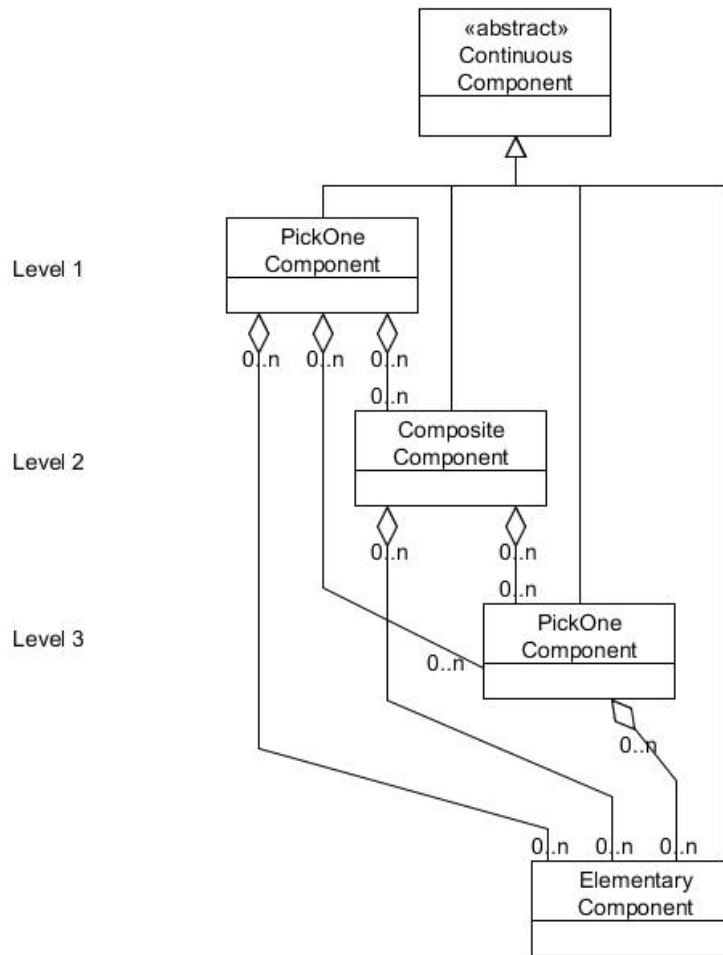 «abstract»
Continuous
Component
PickOne
Component
Level 1
0..n 0..n 0..n
0..n
Composite
Component
Level 2
0..n 0..n
0..n
PickOne
Component
Level 3
0..n
0..n
0..n 0..n 0..n
Elementary
Component